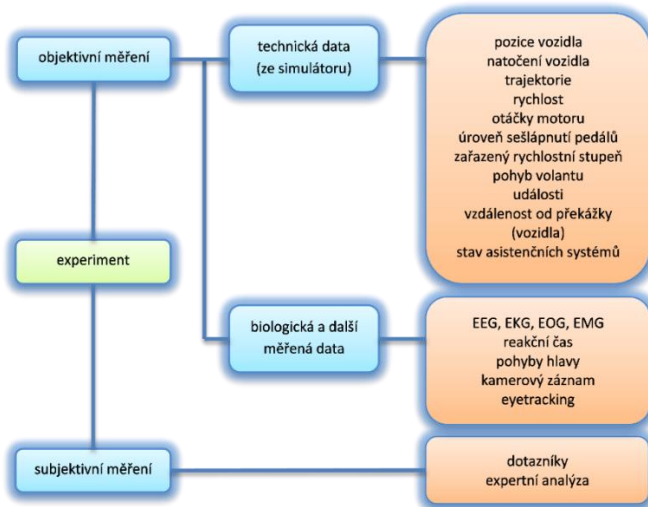 objektivní měření
technická data
(ze simulátoru)
pozice vozidla
natočení vozidla
trajektorie
rychlost
otáčky motoru
úroveň sešlápnutí pedálů
zařazený rychlostní stupeň
pohyb volantu
události
vzdálenost od překážky
(vozidla)
stav asistenčních systémů
experiment
biologická a další
měřená data
EEG, EKG, EOG, EMG
reakční čas
pohyby hlavy
kamerový záznam
eyetracking
subjektivní měření
dotazníky
expertní analýza